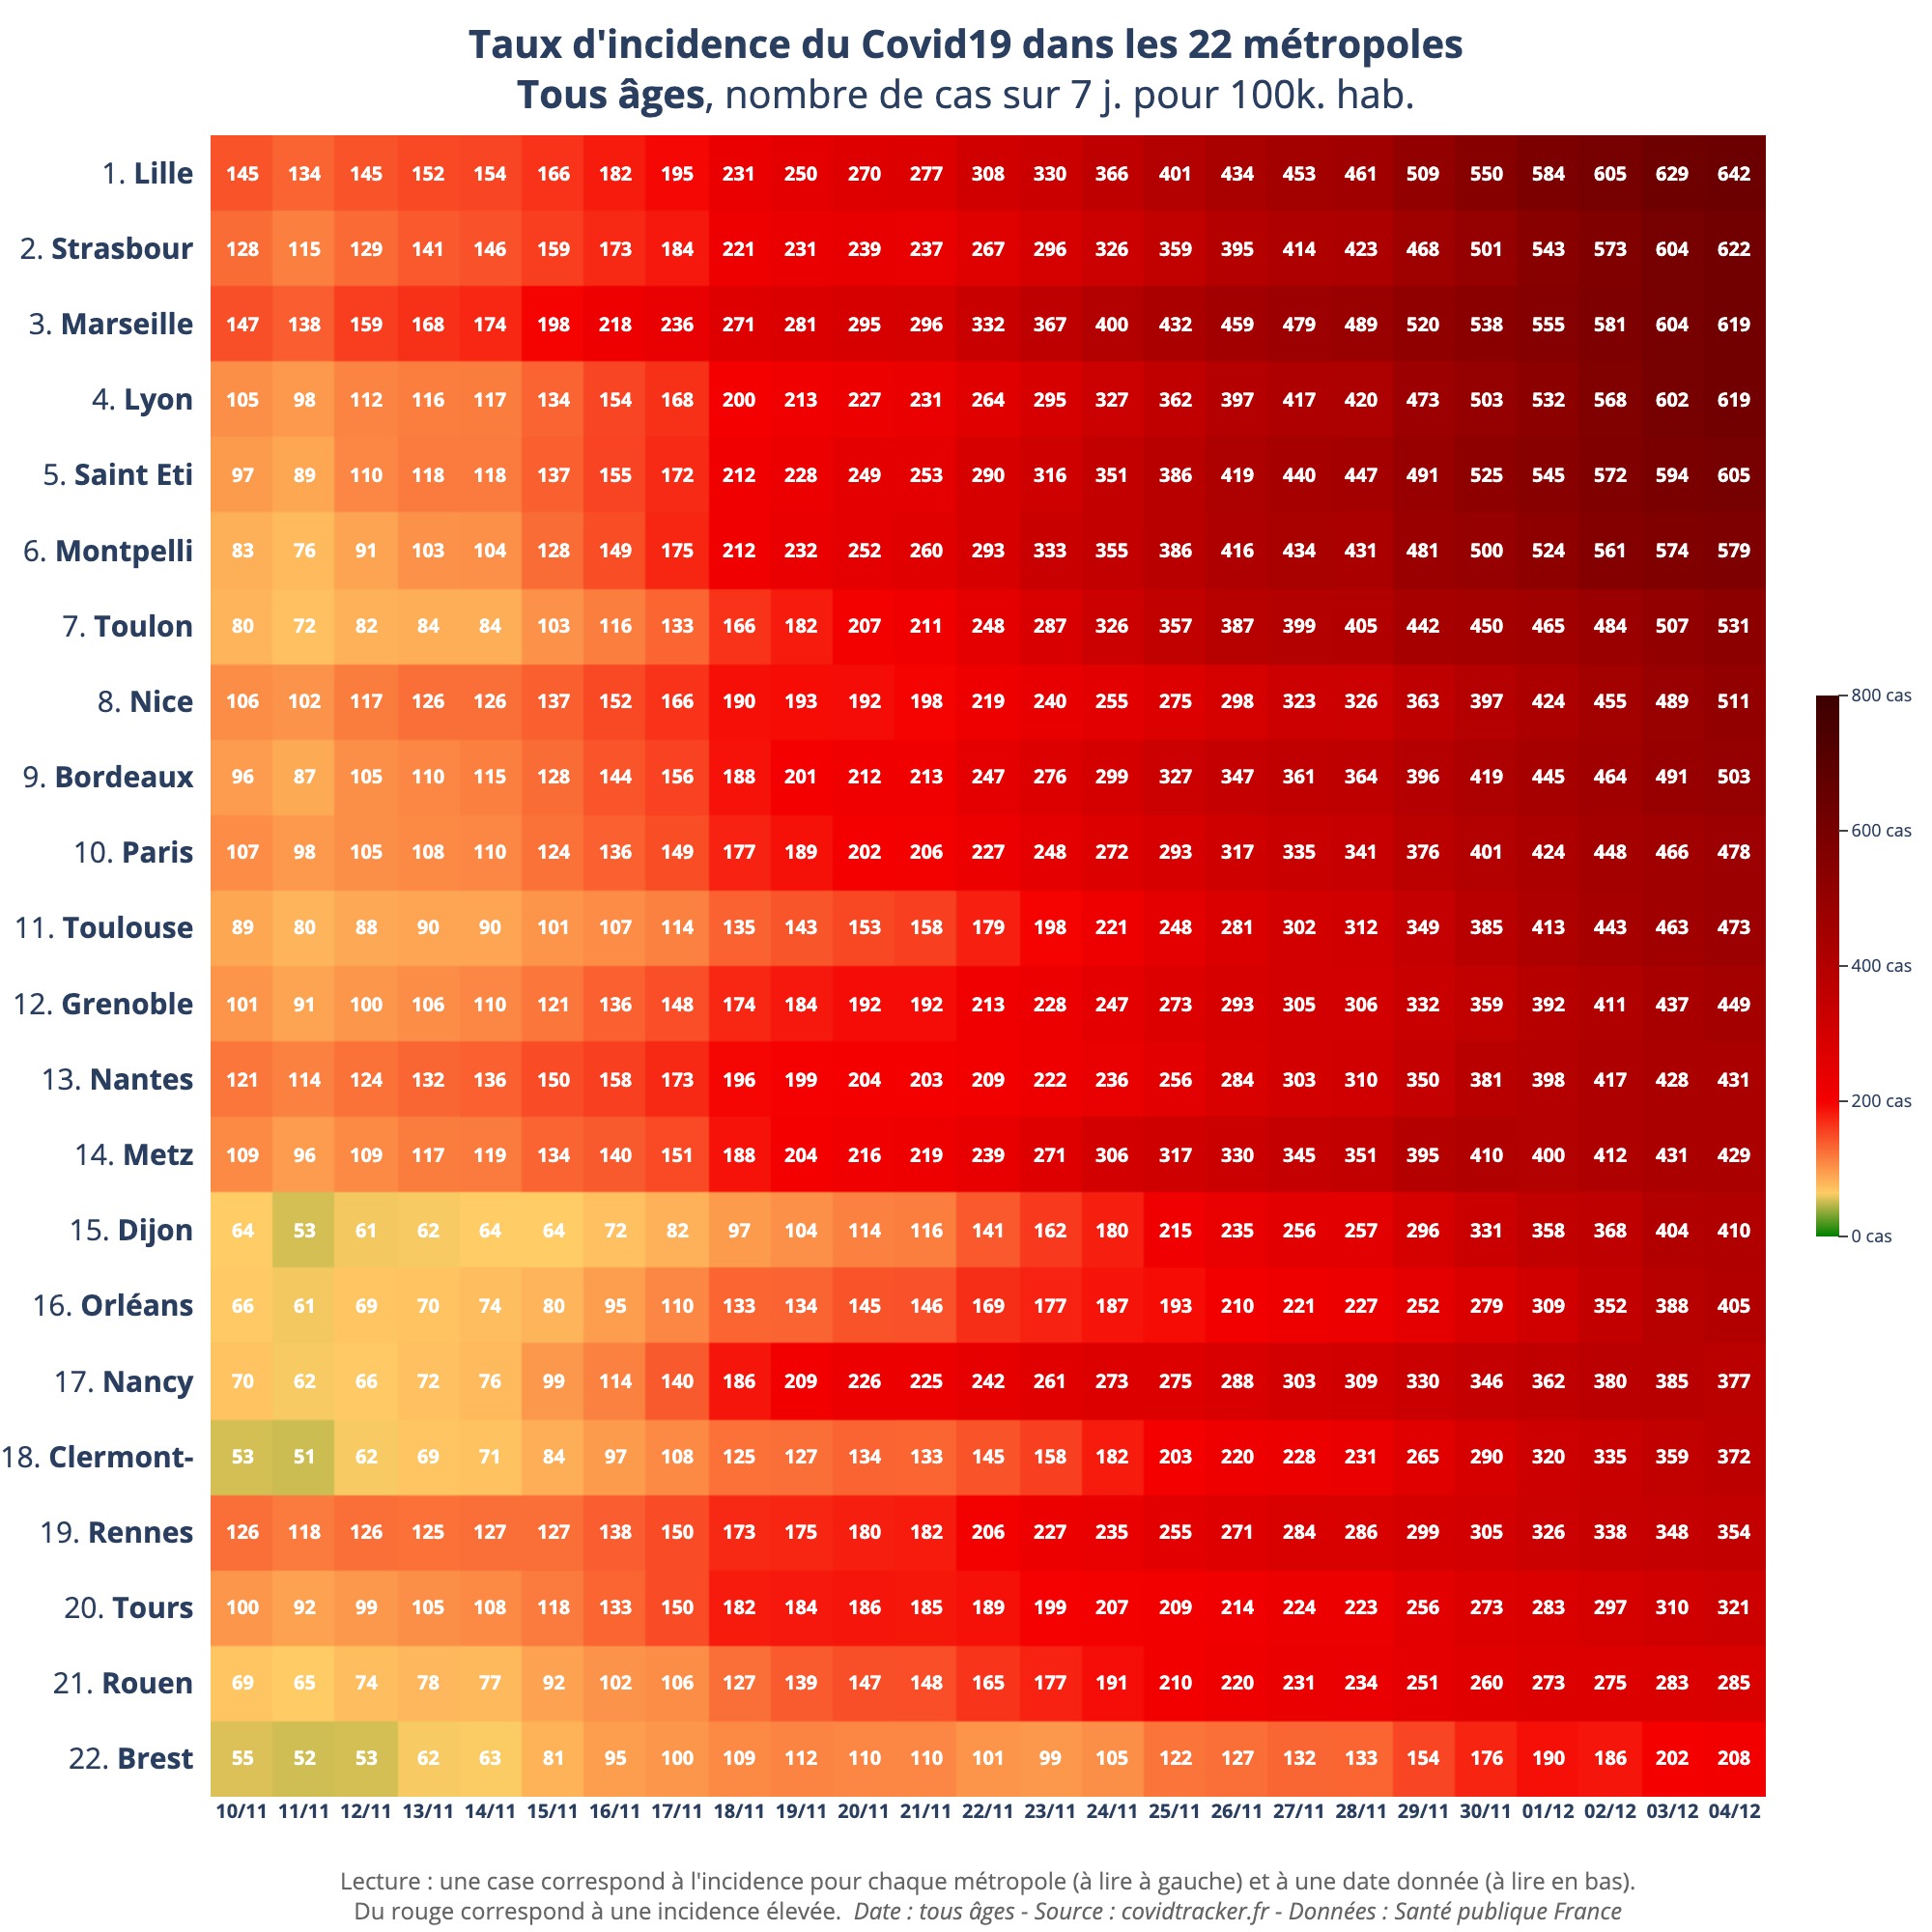 Taux d'incidence du Covid19 dans les 22 métropoles
Tous âges, nombre de cas sur 7 j. pour 100k. hab.
1. Lille 145 134 145 152 154 166 182 195 231 250 270 277 308 330 366 401 434 453 461 509 550 584 605 629 642
2. Strasbour 128 115 129 141 146 159 173 184 221 231 239 237 267 296 326 359 395 414 423 468 501 543 573 604 622
3. Marseille 147 138 159 168 174 198 218 236 271 281 295 296 332 367 400 432 459 479 489 520 538 555 581 604 619
4. Lyon 105 98 112 116 117 134 154 168 200 213 227 231 264 295 327 362 397 417 420 473 503 532 568 602 619
5. Saint Eti 97 89 110 118 118 137 155 172 212 228 249 253 290 316 351 386 419 440 447 491 525 545 572 594 605
6. Montpelli 83 76 91 103 104 128 149 175 212 232 252 260 293 333 355 386 416 434 431 481 500 524 561 574 579
7. Toulon 80 72 82 84 84 103 116 133 166 182 207 211 248 287 326 357 387 399 405 442 450 465 484 507 531
8. Nice 106 102 117 126 126 137 152 166 190 193 192 198 219 240 255 275 298 323 326 363 397 424 455 489 511
9. Bordeaux 96 87 105 110 115 128 144 156 188 201 212 213 247 276 299 327 347 361 364 396 419 445 464 491 503
10. Paris 107 98 105 108 110 124 136 149 177 189 202 206 227 248 272 293 317 335 341 376 401 424 448 466 478
11. Toulouse 89 80 88 90 90 101 107 114 135 143 153 158 179 198 221 248 281 302 312 349 385 413 443 463 473
12. Grenoble 101 91 100 106 110 121 136 148 174 184 192 192 213 228 247 273 293 305 306 332 359 392 411 437 449
13. Nantes 121 114 124 132 136 150 158 173 196 199 204 203 209 222 236 256 284 303 310 350 381 398 417 428 431
14. Metz 109 96 109 117 119 134 140 151 188 204 216 219 239 271 306 317 330 345 351 395 410 400 412 431 429
15. Dijon 64 53 61 62 64 64 72 82 97 104 114 116 141 162 180 215 235 256 257 296 331 358 368 404 410
16. Orléans 66 61 69 70 74 80 95 110 133 134 145 146 169 177 187 193 210 221 227 252 279 309 352 388 405
17. Nancy 70 62 66 72 76 99 114 140 186 209 226 225 242 261 273 275 288 303 309 330 346 362 380 385 377
18. Clermont- 53 51 62 69 71 84 97 108 125 127 134 133 145 158 182 203 220 228 231 265 290 320 335 359 372
19. Rennes 126 118 126 125 127 127 138 150 173 175 180 182 206 227 235 255 271 284 286 299 305 326 338 348 354
20. Tours 100 92 99 105 108 118 133 150 182 184 186 185 189 199 207 209 214 224 223 256 273 283 297 310 321
21. Rouen 69 65 74 78 77 92 102 106 127 139 147 148 165 177 191 210 220 231 234 251 260 273 275 283 285
22. Brest 55 52 53 62 63 81 95 100 109 112 110 110 101 99 105 122 127 132 133 154 176 190 186 202 208
10/11 11/11 12/11 13/11 14/11 15/11 16/11 17/11 18/11 19/11 20/11 21/11 22/11 23/11 24/11 25/11 26/11 27/11 28/11 29/11 30/11 01/12 02/12 03/12 04/12
800 cas
600 cas
400 cas
200 cas
0 cas
Lecture : une case correspond à l'incidence pour chaque métropole (à lire à gauche) et à une date donnée (à lire en bas).
Du rouge correspond à une incidence élevée. Date : tous âges - Source : covidtracker.fr - Données : Santé publique France